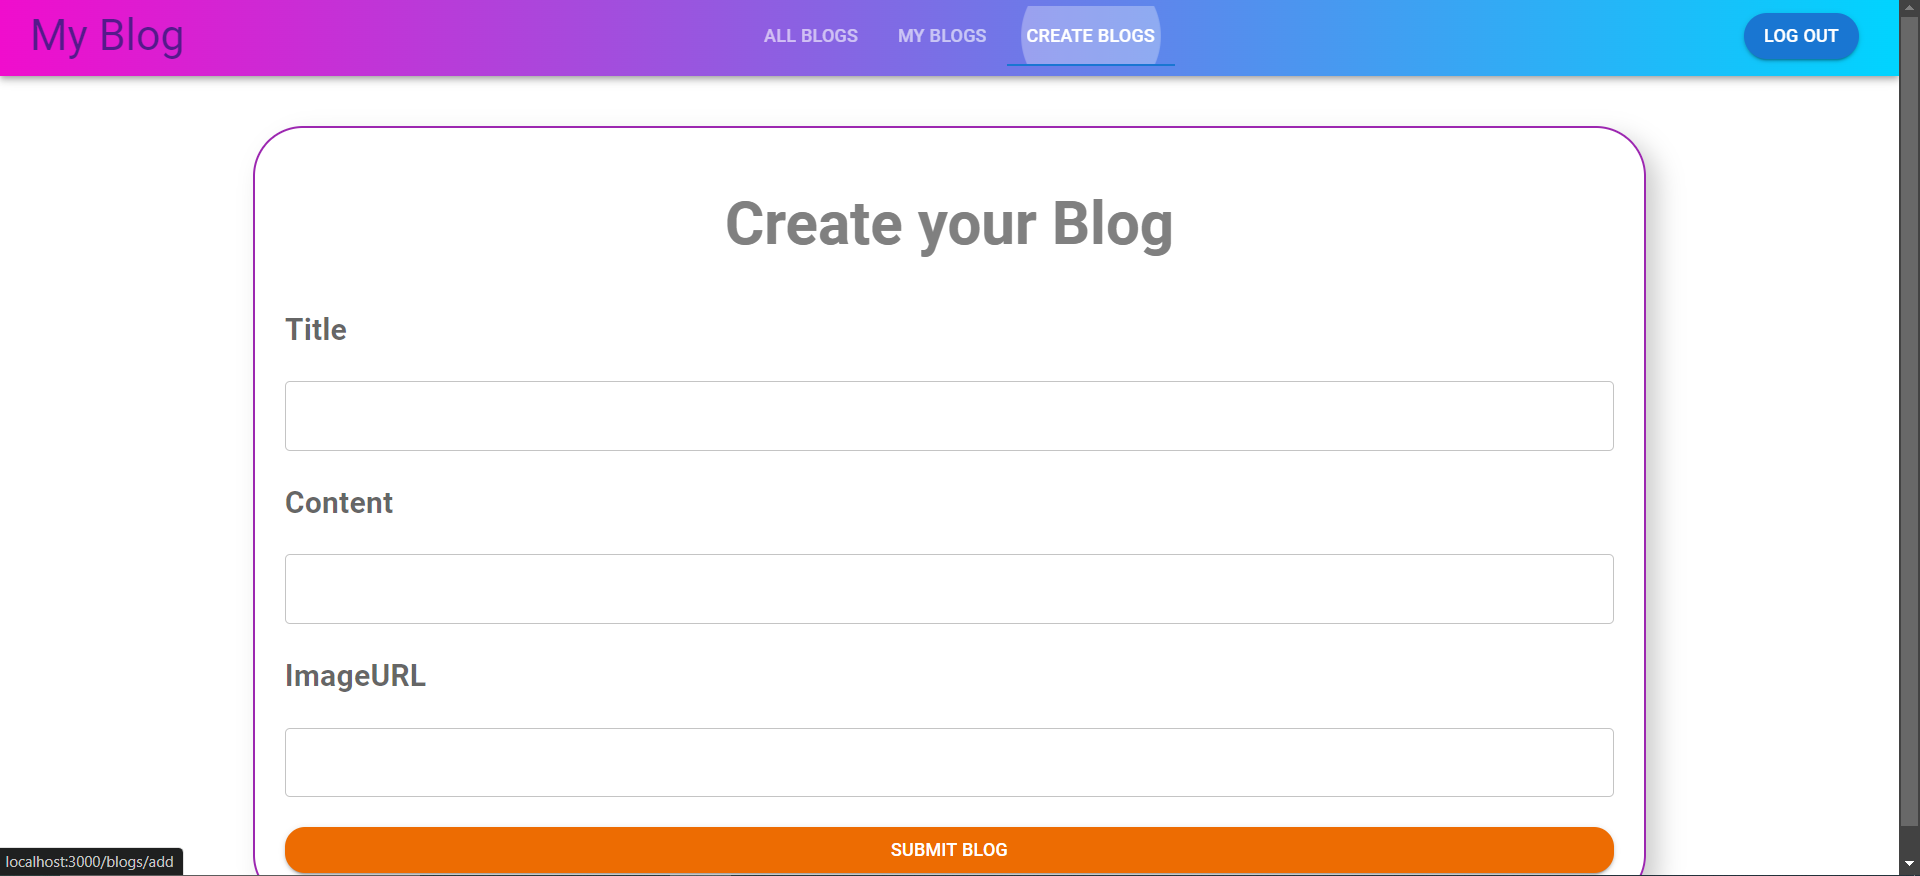 My Blog
ALL BLOGS
MY BLOGS
CREATE BLOGS
LOG OUT
Create your Blog
Title
Content
ImageURL
SUBMIT BLOG
localhost:3000/blogs/add